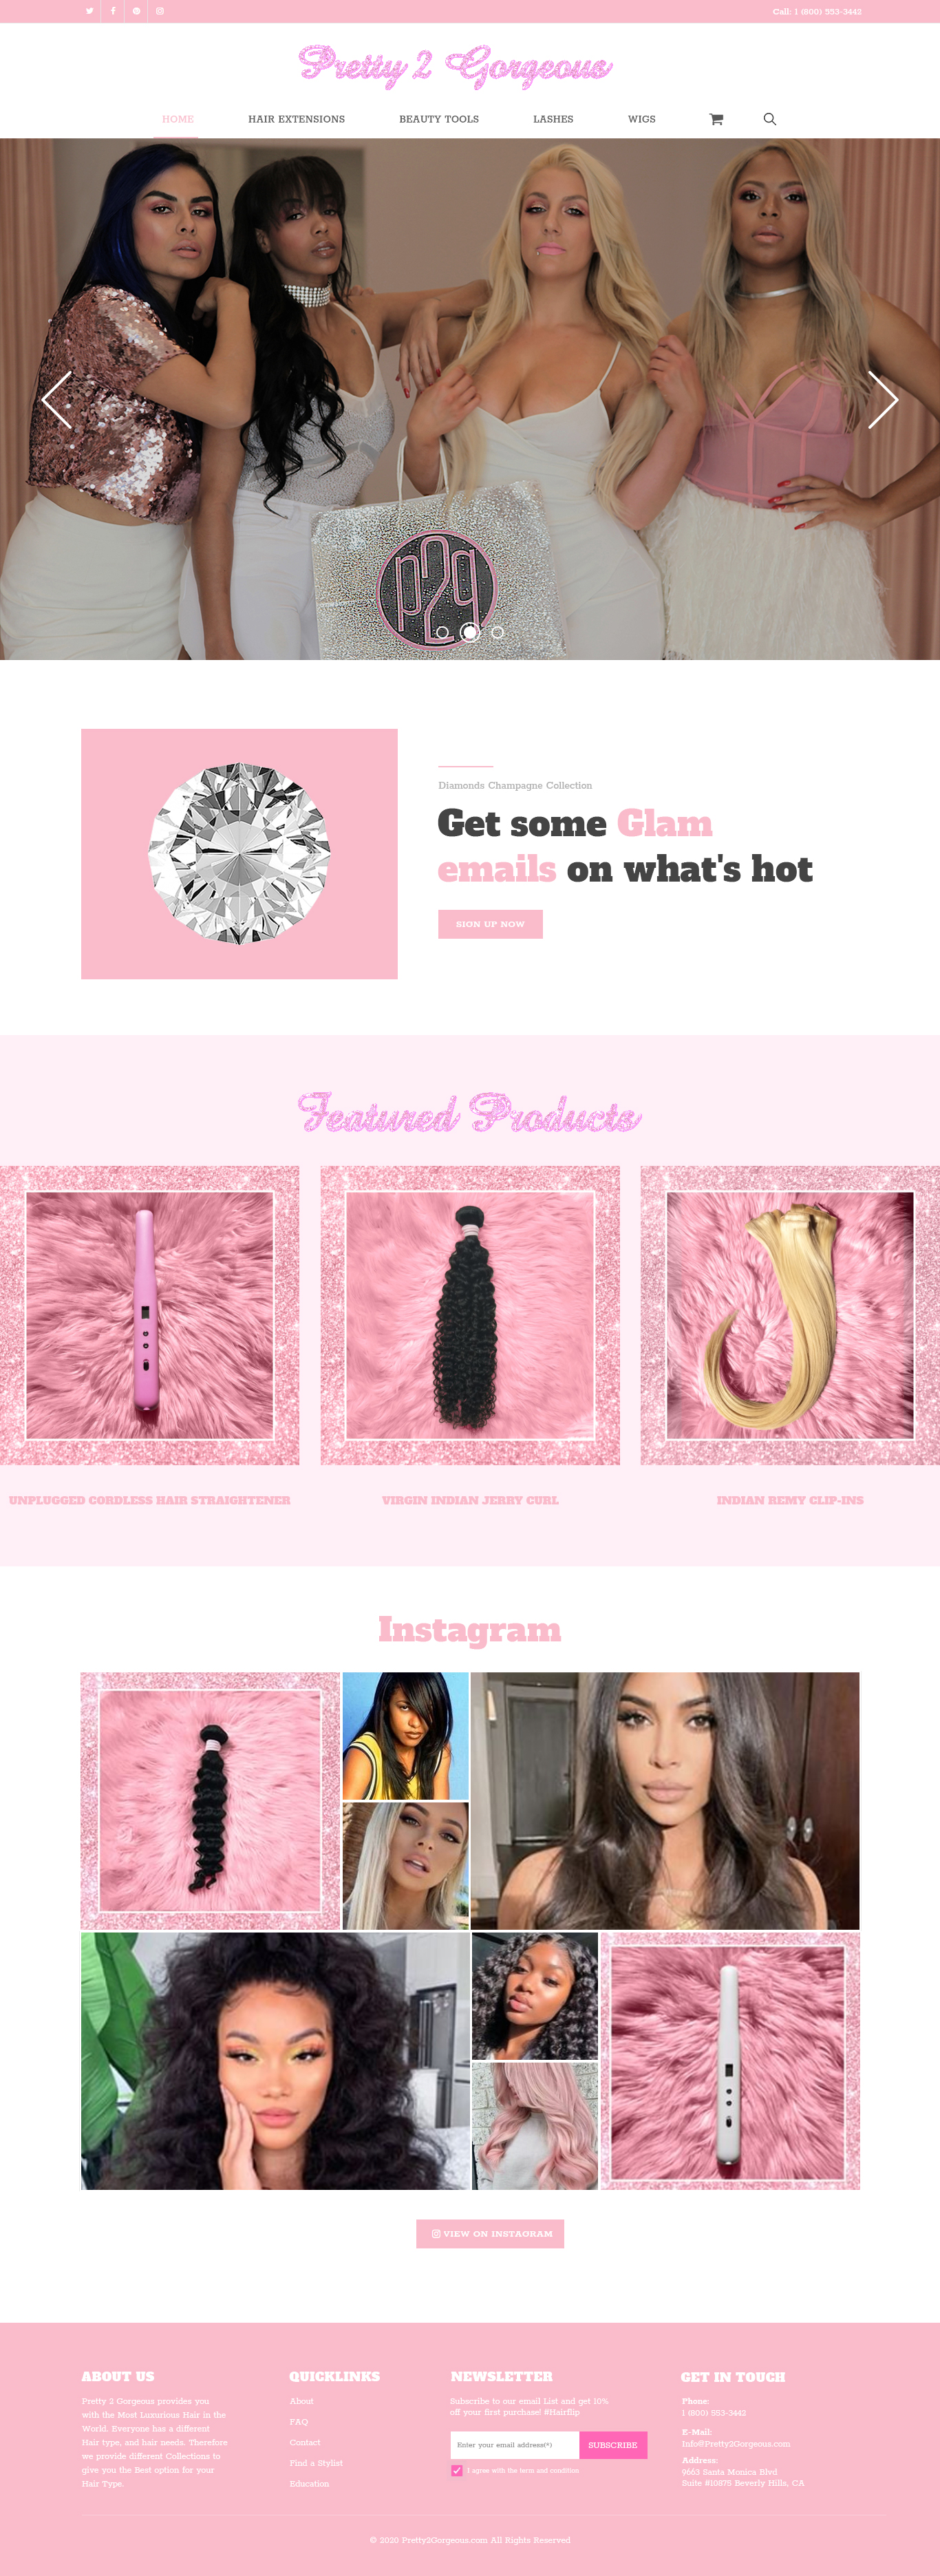 Call: 1 (800) 553-3442
Pretty 2 Gorgeous
HOME HAIR EXTENSIONS BEAUTY TOOLS LASHES WIGS
p2g
Diamonds Champagne Collection
Get some Glam
emails on what's hot
SIGN UP NOW
Featured Products
UNPLUGGED CORDLESS HAIR STRAIGHTENER
VIRGIN INDIAN JERRY CURL
INDIAN REMY CLIP-INS
Instagram
VIEW ON INSTAGRAM
ABOUT US
Pretty 2 Gorgeous provides you
with the Most Luxurious Hair in the
World. Everyone has a different
Hair type, and hair needs. Therefore
we provide different Collections to
give you the Best option for your
Hair Type.
QUICKLINKS
About
FAQ
Contact
Find a Stylist
Education
NEWSLETTER
Subscribe to our email List and get 10%
off your first purchase! #Hairflip
Enter your email address(*) SUBSCRIBE
I agree with the term and condition
GET IN TOUCH
Phone:
1 (800) 553-3442
E-Mail:
Info@Pretty2Gorgeous.com
Address:
9663 Santa Monica Blvd
Suite #10875 Beverly Hills, CA
© 2020 Pretty2Gorgeous.com All Rights Reserved